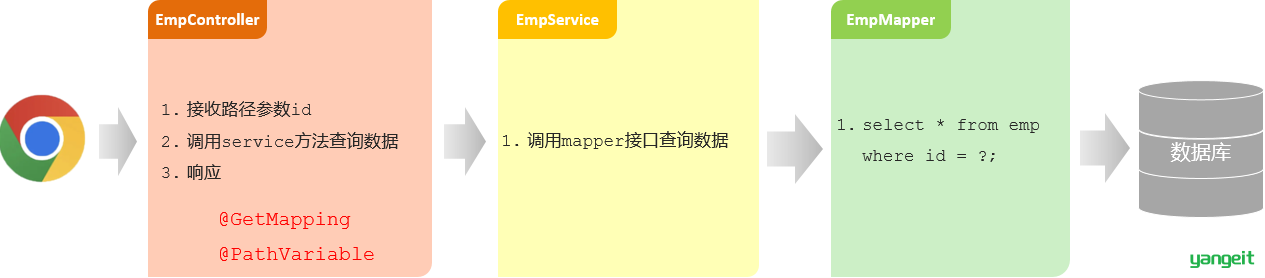 EmpController
1. 接收路径参数id
2. 调用service方法查询数据
3. 响应
@GetMapping
@PathVariable
EmpService
1. 调用mapper接口查询数据
EmpMapper
1. select * from emp
where id = ?;
数据库
yangeit